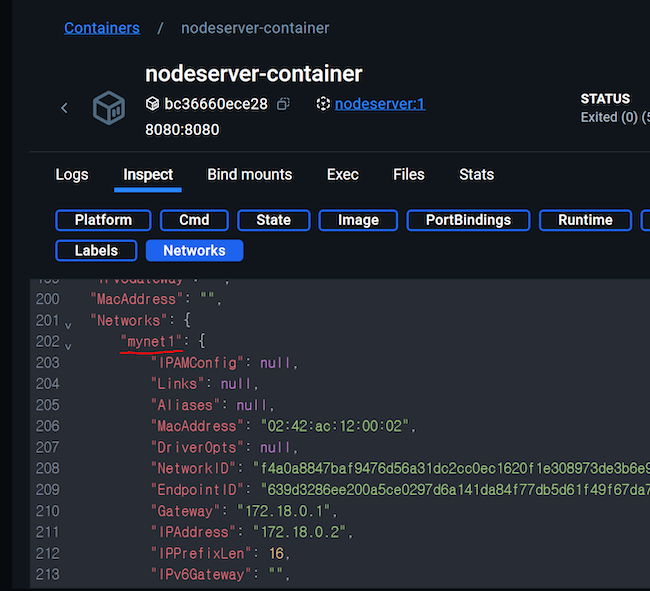 Containers / nodeserver-container
nodeserver-container
bc36660ece28 nodeserver:1
8080:8080
STATUS
Exited (0) (5
Logs Inspect Bind mounts Exec Files Stats
Platform Cmd State Image PortBindings Runtime
Labels Networks
200 "MacAddress": "",
201 "Networks": {
202 "mynet1": {
203 "IPAMConfig": null,
204 "Links": null,
205 "Aliases": null,
206 "MacAddress": "02:42:ac:12:00:02",
207 "DriverOpts": null,
208 "NetworkID": "f4a0a8847baf9476d56a31dc2cc0ec1620f1e308973de3b6e9
209 "EndpointID": "639d3286ee200a5ce0297d6a141da84f77db5d61f49f67da7
210 "Gateway": "172.18.0.1",
211 "IPAddress": "172.18.0.2",
212 "IPPrefixLen": 16,
213 "IPv6Gateway": "",